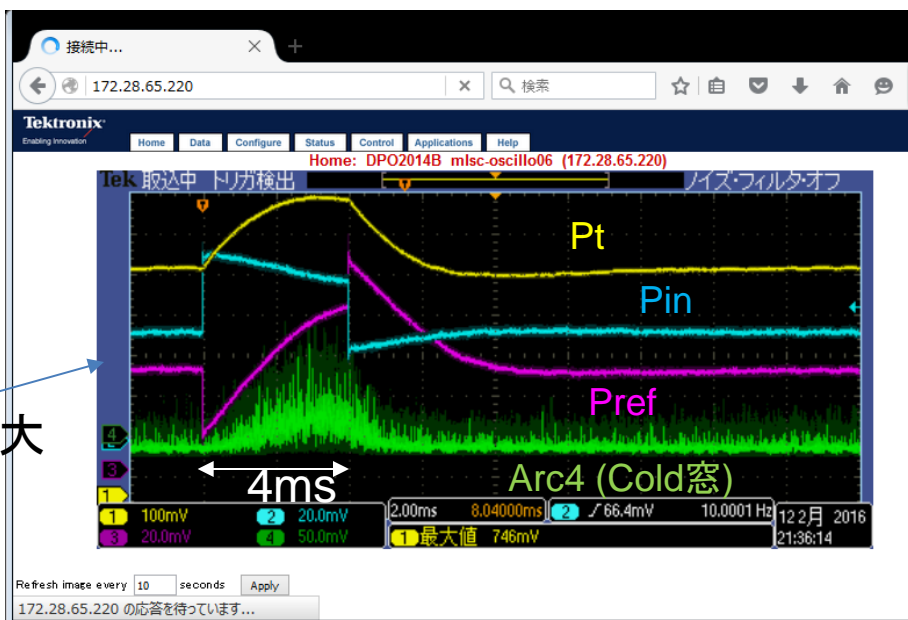 接続中...
172.28.65.220
検索
Tektronix
Enabling Innovation
Home Data Configure Status Control Applications Help
Home: DPO2014B mlsc-oscillo06 (172.28.65.220)
Tek 取込中 トリガ検出 ノイズ・フィルタ・オフ
Pt
Pin
Pref
大
4
3
1
4ms
Arc4 (Cold窓)
1 100mV 2 20.0mV 2.00ms 8.04000ms 2 66.4mV 10.0001 Hz 12 2月 2016
3 20.0mV 4 50.0mV 1 最大値 746mV 21:36:14
Refresh image every 10 seconds Apply
172.28.65.220 の応答を待っています...